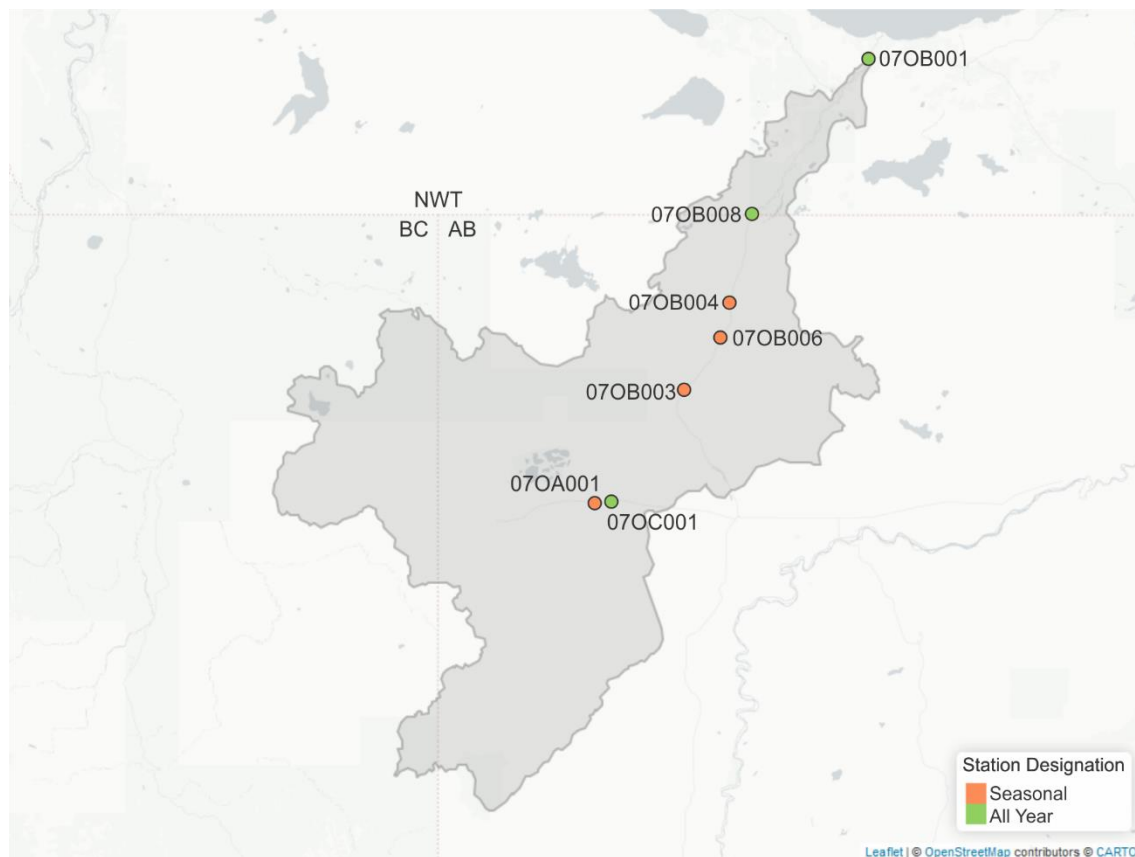 07OB001
NWT
07OB008
BC AB
07OB004
07OB006
07OB003
07OA001
07OC001
Station Designation
Seasonal
All Year
Leaflet | © OpenStreetMap contributors © CARTO